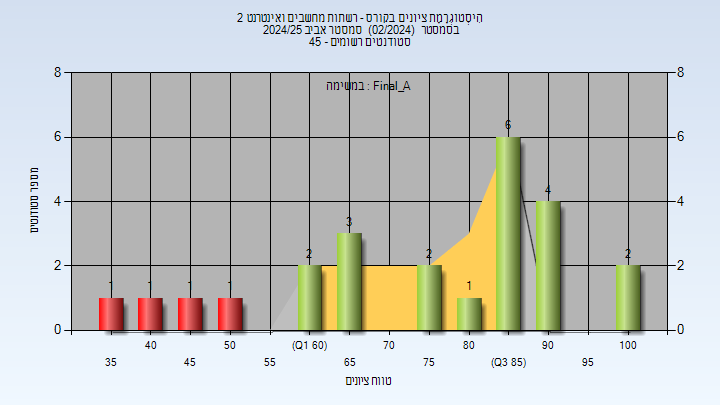 היסטוגרמת ציונים בקורס - רשתות מחשבים ואינטרנט 2
בסמסטר (02/2024) סמסטר אביב 2024/25
סטודנטים רשומים - 45
במשימה : Final_A
8 8
6 6
4 4
2 2
0 0
מספר סטודנטים
1 1 1 1 2 3 2 1 6 4 2
40 50 (Q1 60) 70 80 90 100
35 45 55 65 75 (Q3 85) 95
טווח ציונים